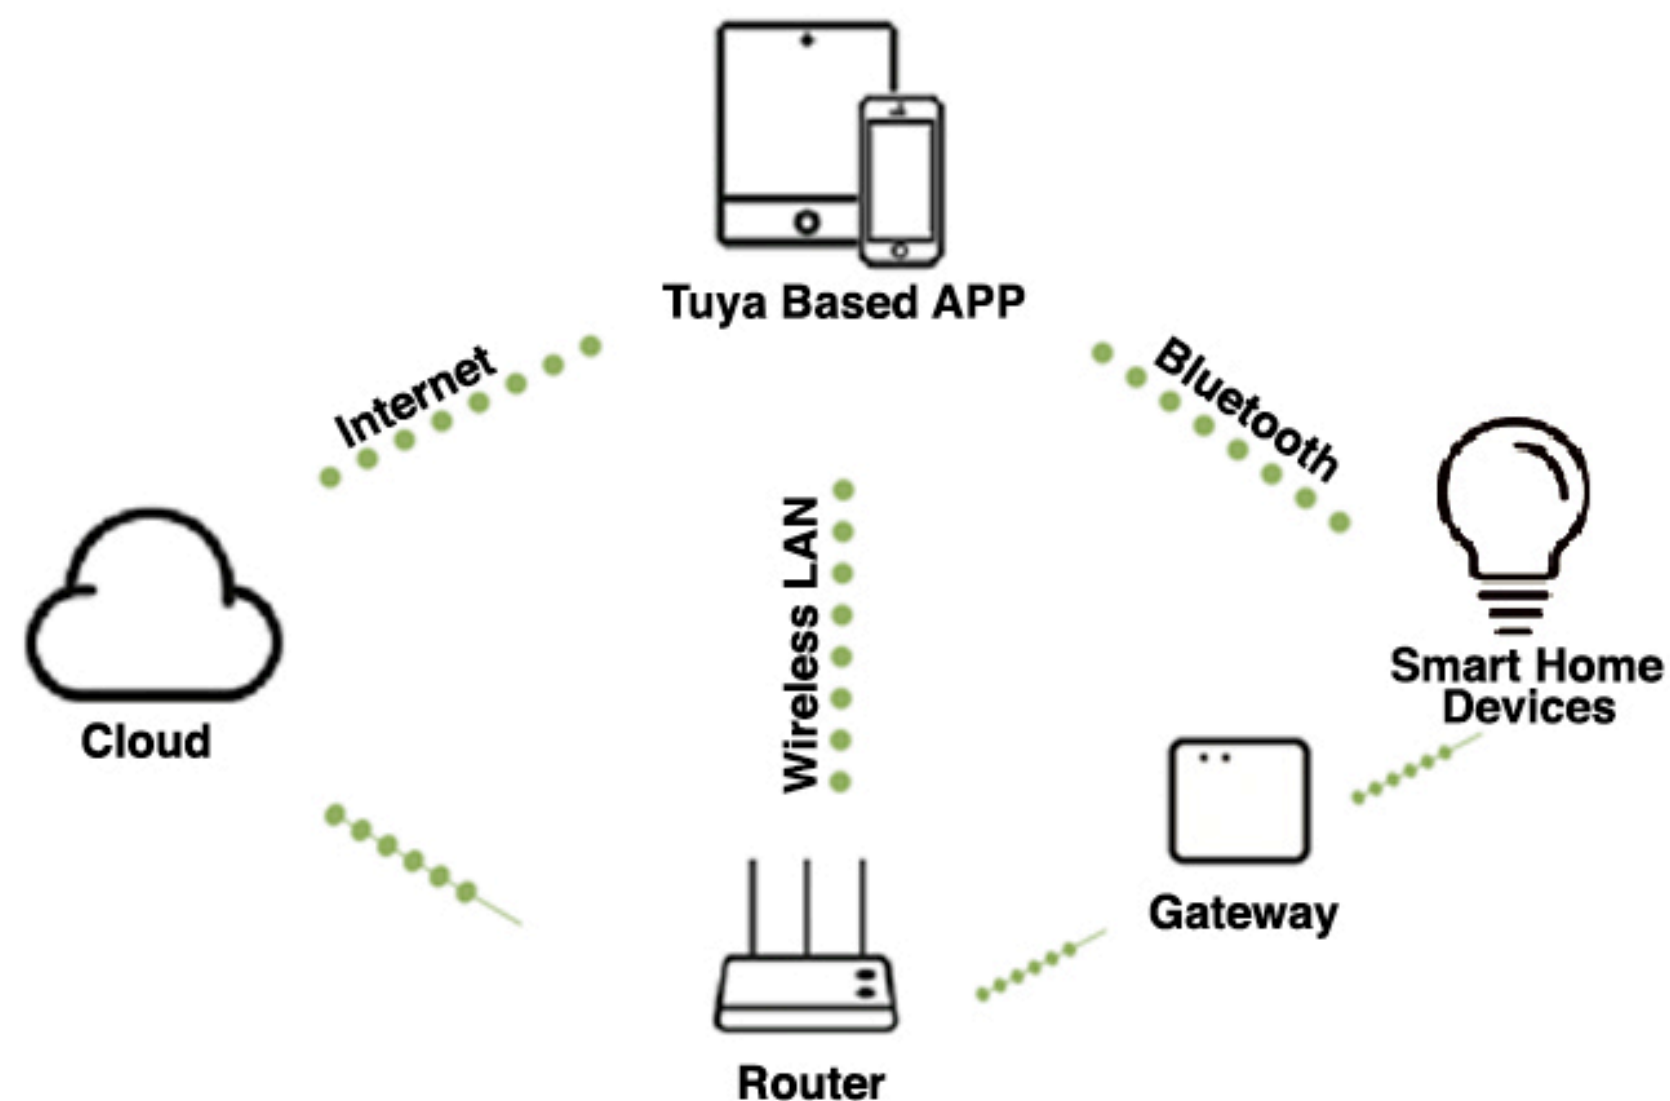 Tuya Based APP
Internet
Bluetooth
Wireless LAN
Smart Home
Devices
Cloud
Gateway
Router